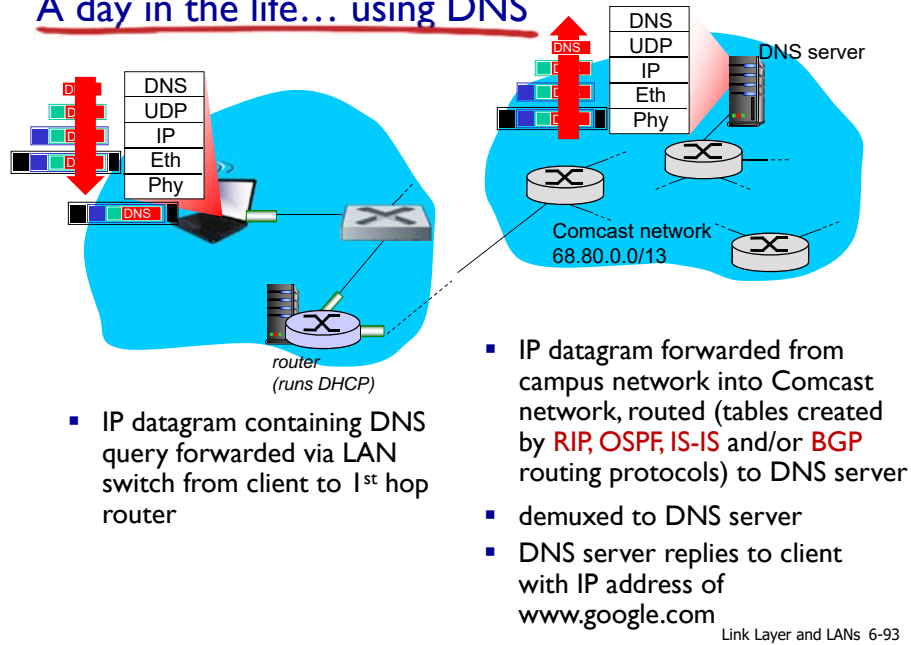 A day in the life… using DNS
DNS
UDP
IP
Eth
Phy
DNS
DNS
DNS
UDP
IP
Eth
Phy
DNS server
Comcast network
68.80.0.0/13
router
(runs DHCP)
▪ IP datagram containing DNS
query forwarded via LAN
switch from client to 1st hop
router
▪ IP datagram forwarded from
campus network into Comcast
network, routed (tables created
by RIP, OSPF, IS-IS and/or BGP
routing protocols) to DNS server
▪ demuxed to DNS server
▪ DNS server replies to client
with IP address of
www.google.com
Link Layer and LANs 6-93